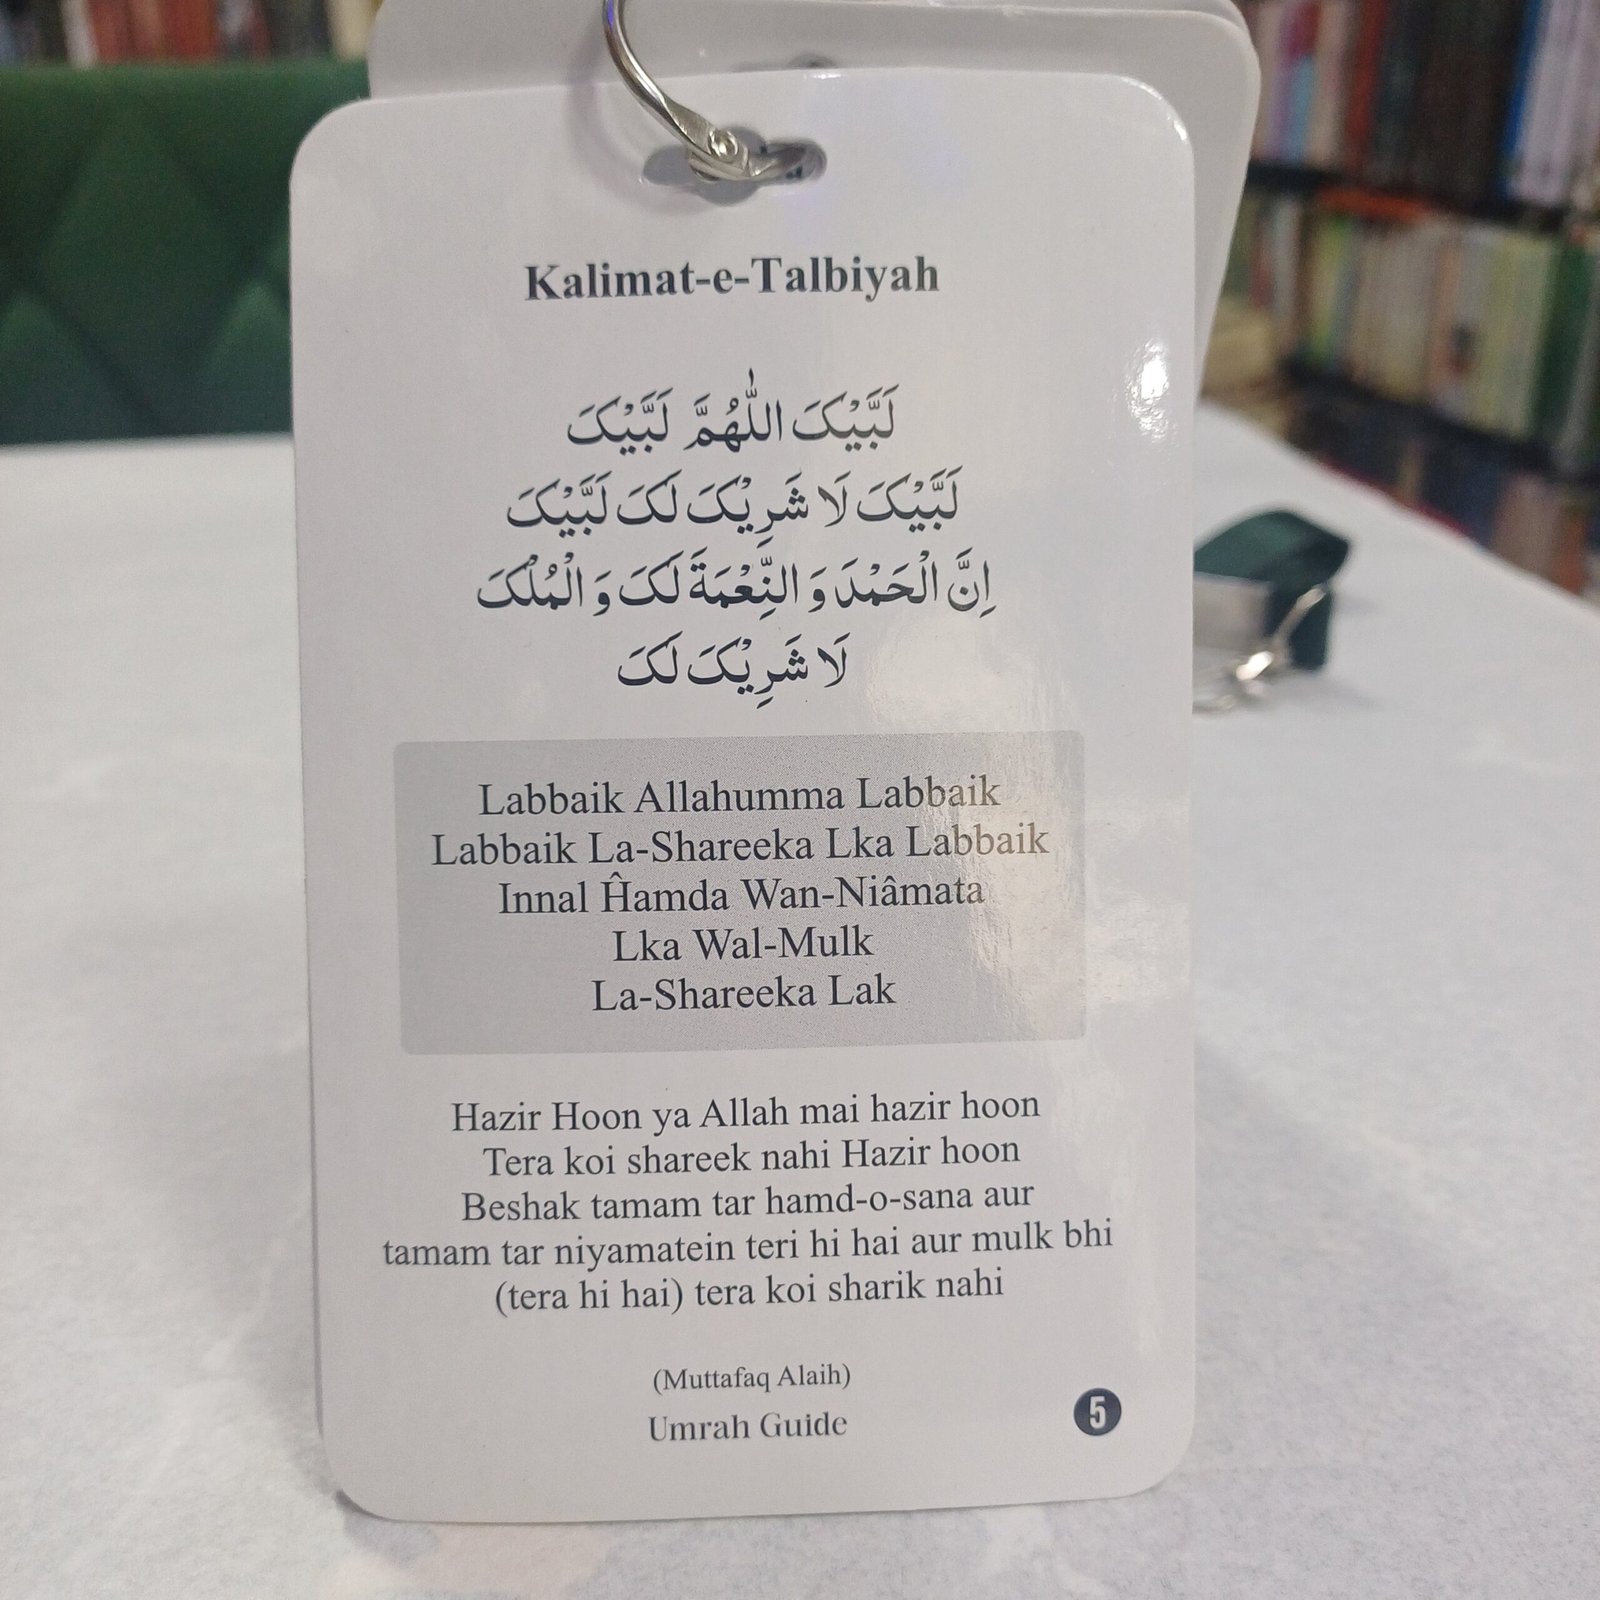 Kalimat-e-Talbiyah
لَبَّيْکَ اللّٰهُمَّ لَبَّيْکَ
لَبَّيْکَ لَا شَرِيْکَ لَکَ لَبَّيْکَ
اِنَّ الْحَمْدَ وَ النِّعْمَةَ لَکَ وَ الْمُلْکَ
لَا شَرِيْکَ لَکَ
Labbaik Allahumma Labbaik
Labbaik La-Shareeka Lka Labbaik
Innal Ĥamda Wan-Niâmata
Lka Wal-Mulk
La-Shareeka Lak
Hazir Hoon ya Allah mai hazir hoon
Tera koi shareek nahi Hazir hoon
Beshak tamam tar hamd-o-sana aur
tamam tar niyamatein teri hi hai aur mulk bhi
(tera hi hai) tera koi sharik nahi
(Muttafaq Alaih)
Umrah Guide
5